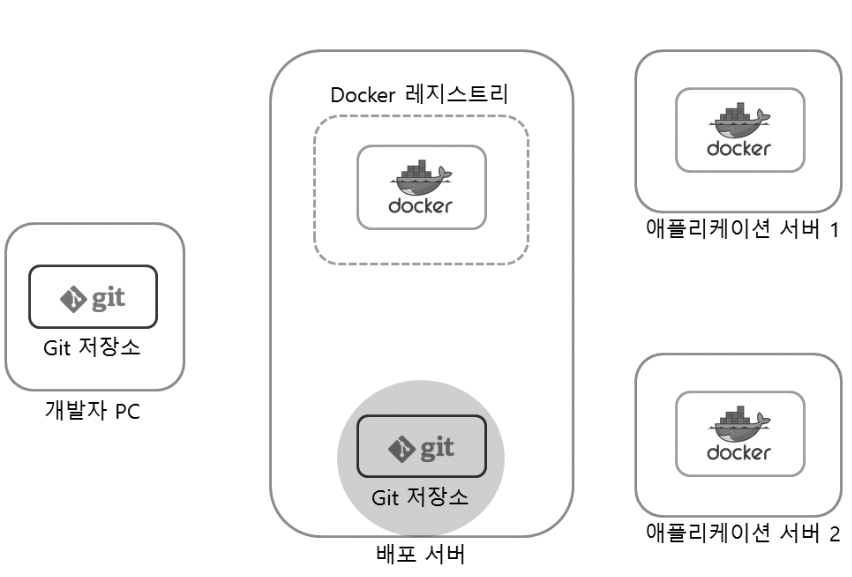 Docker 레지스트리
docker
docker
애플리케이션 서버 1
git
Git 저장소
개발자 PC
git
Git 저장소
배포 서버
docker
애플리케이션 서버 2